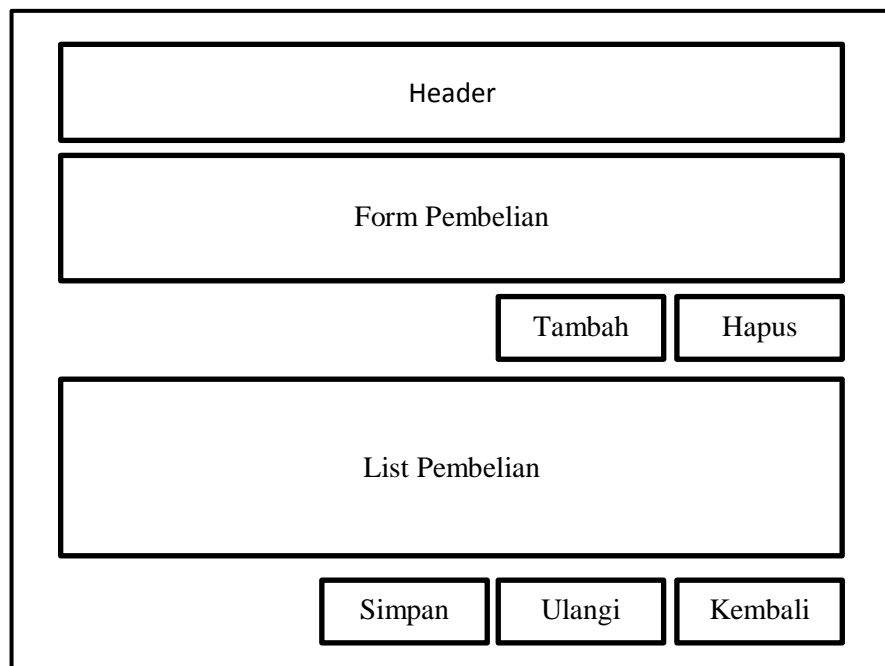 Header
Form Pembelian
Tambah
Hapus
List Pembelian
Simpan
Ulangi
Kembali